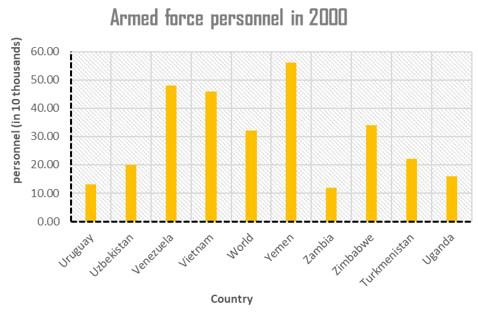 Armed force personnel in 2000
personnel (in 10 thousands)
60.00
50.00
40.00
30.00
20.00
10.00
0.00
Uruguay
Uzbekistan
Venezuela
Vietnam
World
Yemen
Zambia
Zimbabwe
Turkmenistan
Uganda
Country